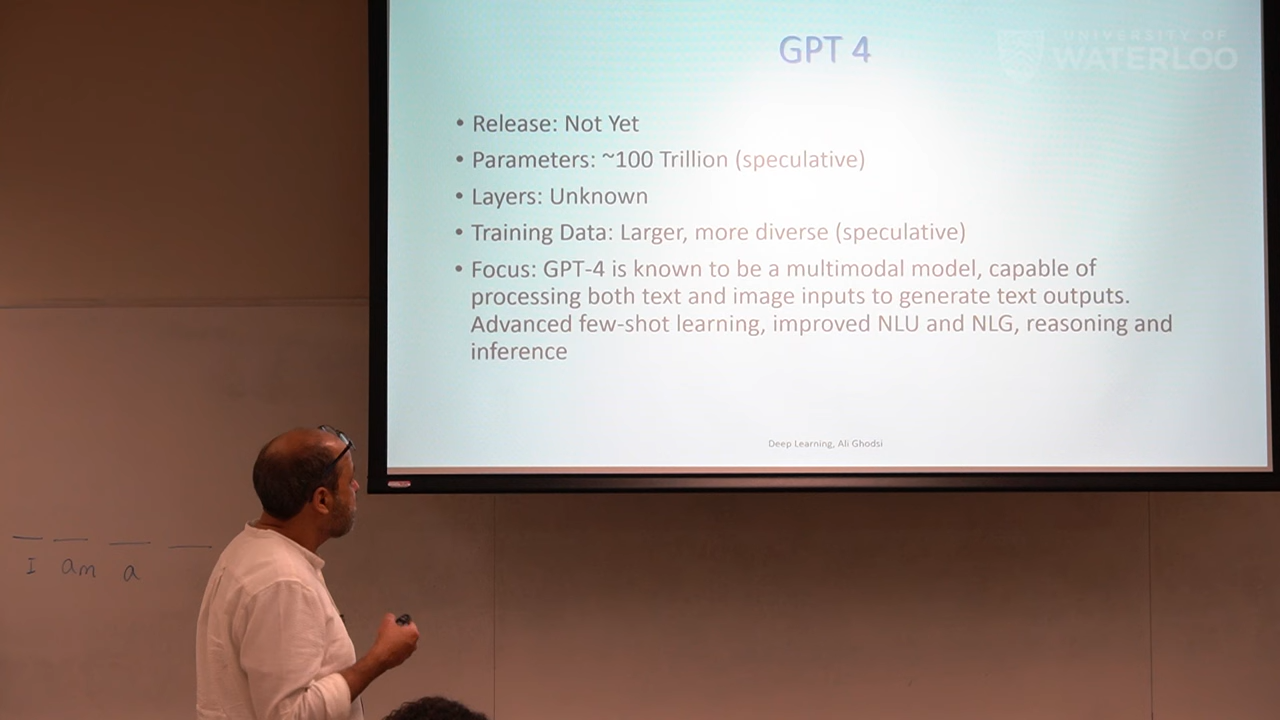 UNIVERSITY OF
WATERLOO
GPT 4
• Release: Not Yet
• Parameters: ~100 Trillion (speculative)
• Layers: Unknown
• Training Data: Larger, more diverse (speculative)
• Focus: GPT-4 is known to be a multimodal model, capable of
processing both text and image inputs to generate text outputs.
Advanced few-shot learning, improved NLU and NLG, reasoning and
inference
Deep Learning, Ali Ghodsi
I am a